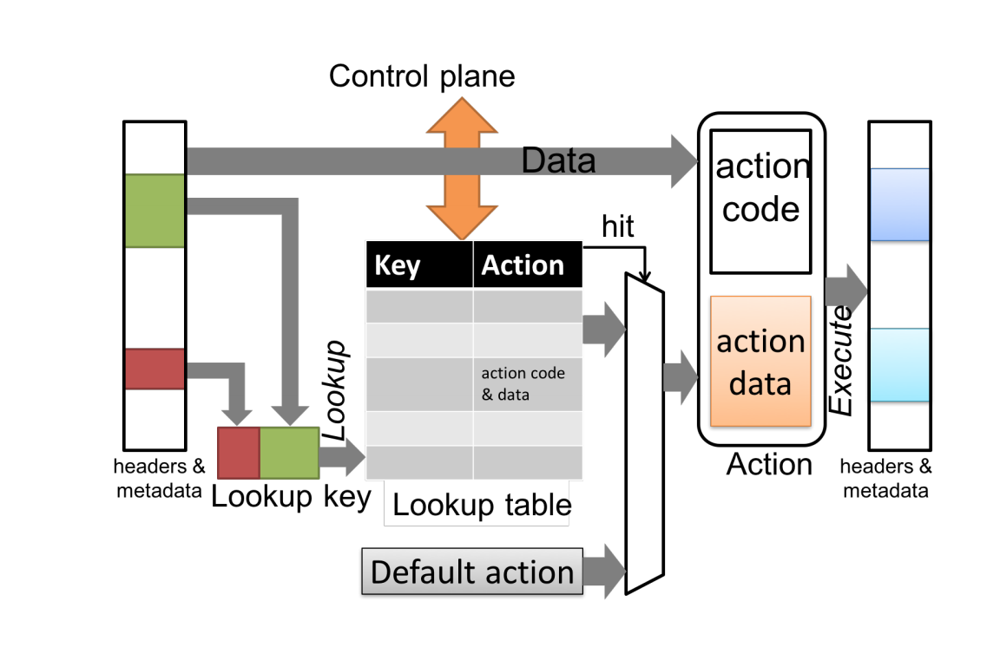 Control plane
Data
action
code
hit
Key Action
action code
& data
Lookup
action
data
Execute
headers &
metadata
Lookup key
Lookup table
Action
headers &
metadata
Default action